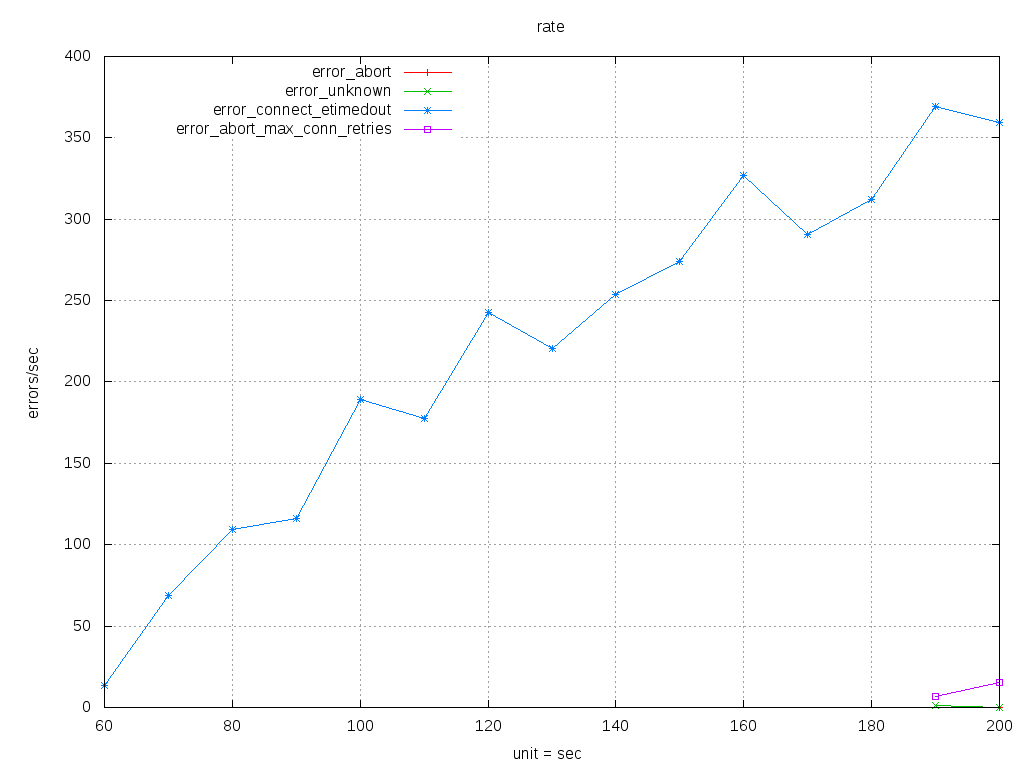 rate
400
error_abort
error_unknown
error_connect_etimedout
error_abort_max_conn_retries
350
300
250
200
errors/sec
150
100
50
0
60 80 100 120 140 160 180 200
unit = sec